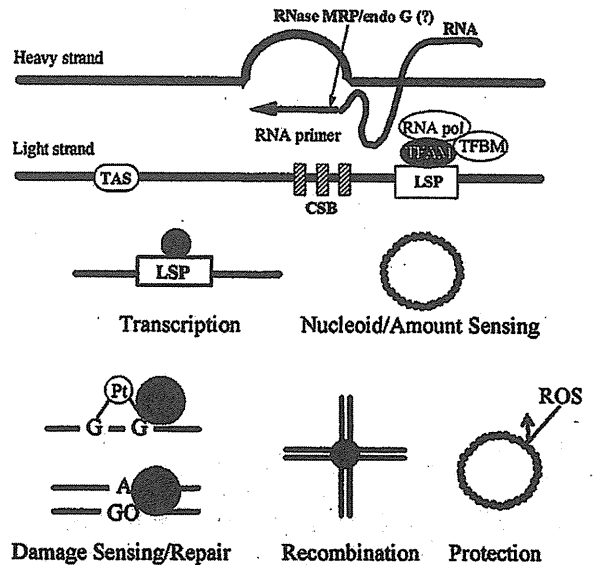 RNase MRP/endo G (?)
RNA
Heavy strand
RNA primer
RNA pol
TFAM
TFBM
Light strand
TAS
CSB
LSP
LSP
Transcription
Nucleoid/Amount Sensing
Pt
G G
ROS
A
GO
Damage Sensing/Repair
Recombination
Protection